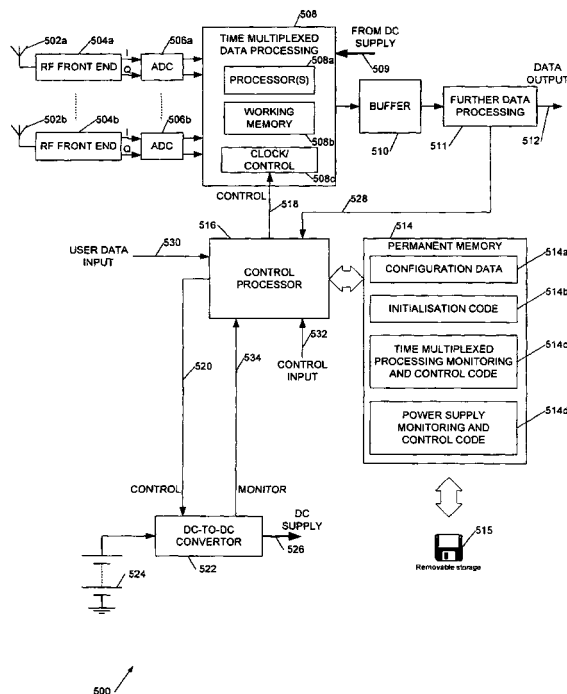 502a 504a 506a
RF FRONT END
I
Q
ADC
502b 504b 506b
RF FRONT END
I
Q
ADC
508
TIME MULTIPLEXED
DATA PROCESSING
508a
PROCESSOR(S)
WORKING
MEMORY
508b
CLOCK/
CONTROL
508c
FROM DC
SUPPLY
509
BUFFER
510
FURTHER DATA
PROCESSING
511
DATA
OUTPUT
512
CONTROL
518
528
516
USER DATA
INPUT
530
CONTROL
PROCESSOR
532
CONTROL
INPUT
514
PERMANENT MEMORY
CONFIGURATION DATA
514a
INITIALISATION CODE
514b
TIME MULTIPLEXED
PROCESSING MONITORING
AND CONTROL CODE
514c
POWER SUPPLY
MONITORING AND
CONTROL CODE
514d
520
534
CONTROL
MONITOR
DC-TO-DC
CONVERTOR
522
DC
SUPPLY
526
524
515
Removable storage
500